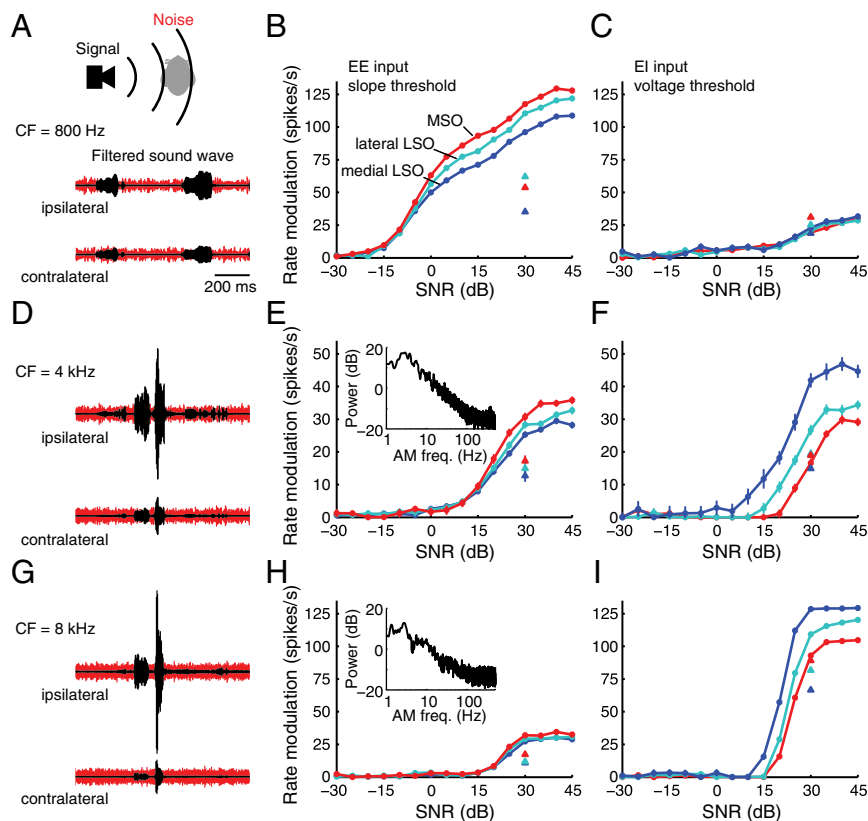 A
Noise
Signal
CF = 800 Hz
Filtered sound wave
ipsilateral
contralateral
200 ms
B
EE input
slope threshold
MSO
lateral LSO
medial LSO
Rate modulation (spikes/s)
125
100
75
50
25
0
−30 −15 0 15 30 45
SNR (dB)
C
EI input
voltage threshold
125
100
75
50
25
0
−30 −15 0 15 30 45
SNR (dB)
D
CF = 4 kHz
ipsilateral
contralateral
E
Rate modulation (spikes/s)
50
40
30
20
10
0
−30 −15 0 15 30 45
SNR (dB)
Power (dB)
20
0
−20
1 10 100
AM freq. (Hz)
F
50
40
30
20
10
0
−30 −15 0 15 30 45
SNR (dB)
G
CF = 8 kHz
ipsilateral
contralateral
H
Rate modulation (spikes/s)
125
100
75
50
25
0
−30 −15 0 15 30 45
SNR (dB)
Power (dB)
20
0
−20
1 10 100
AM freq. (Hz)
I
125
100
75
50
25
0
−30 −15 0 15 30 45
SNR (dB)